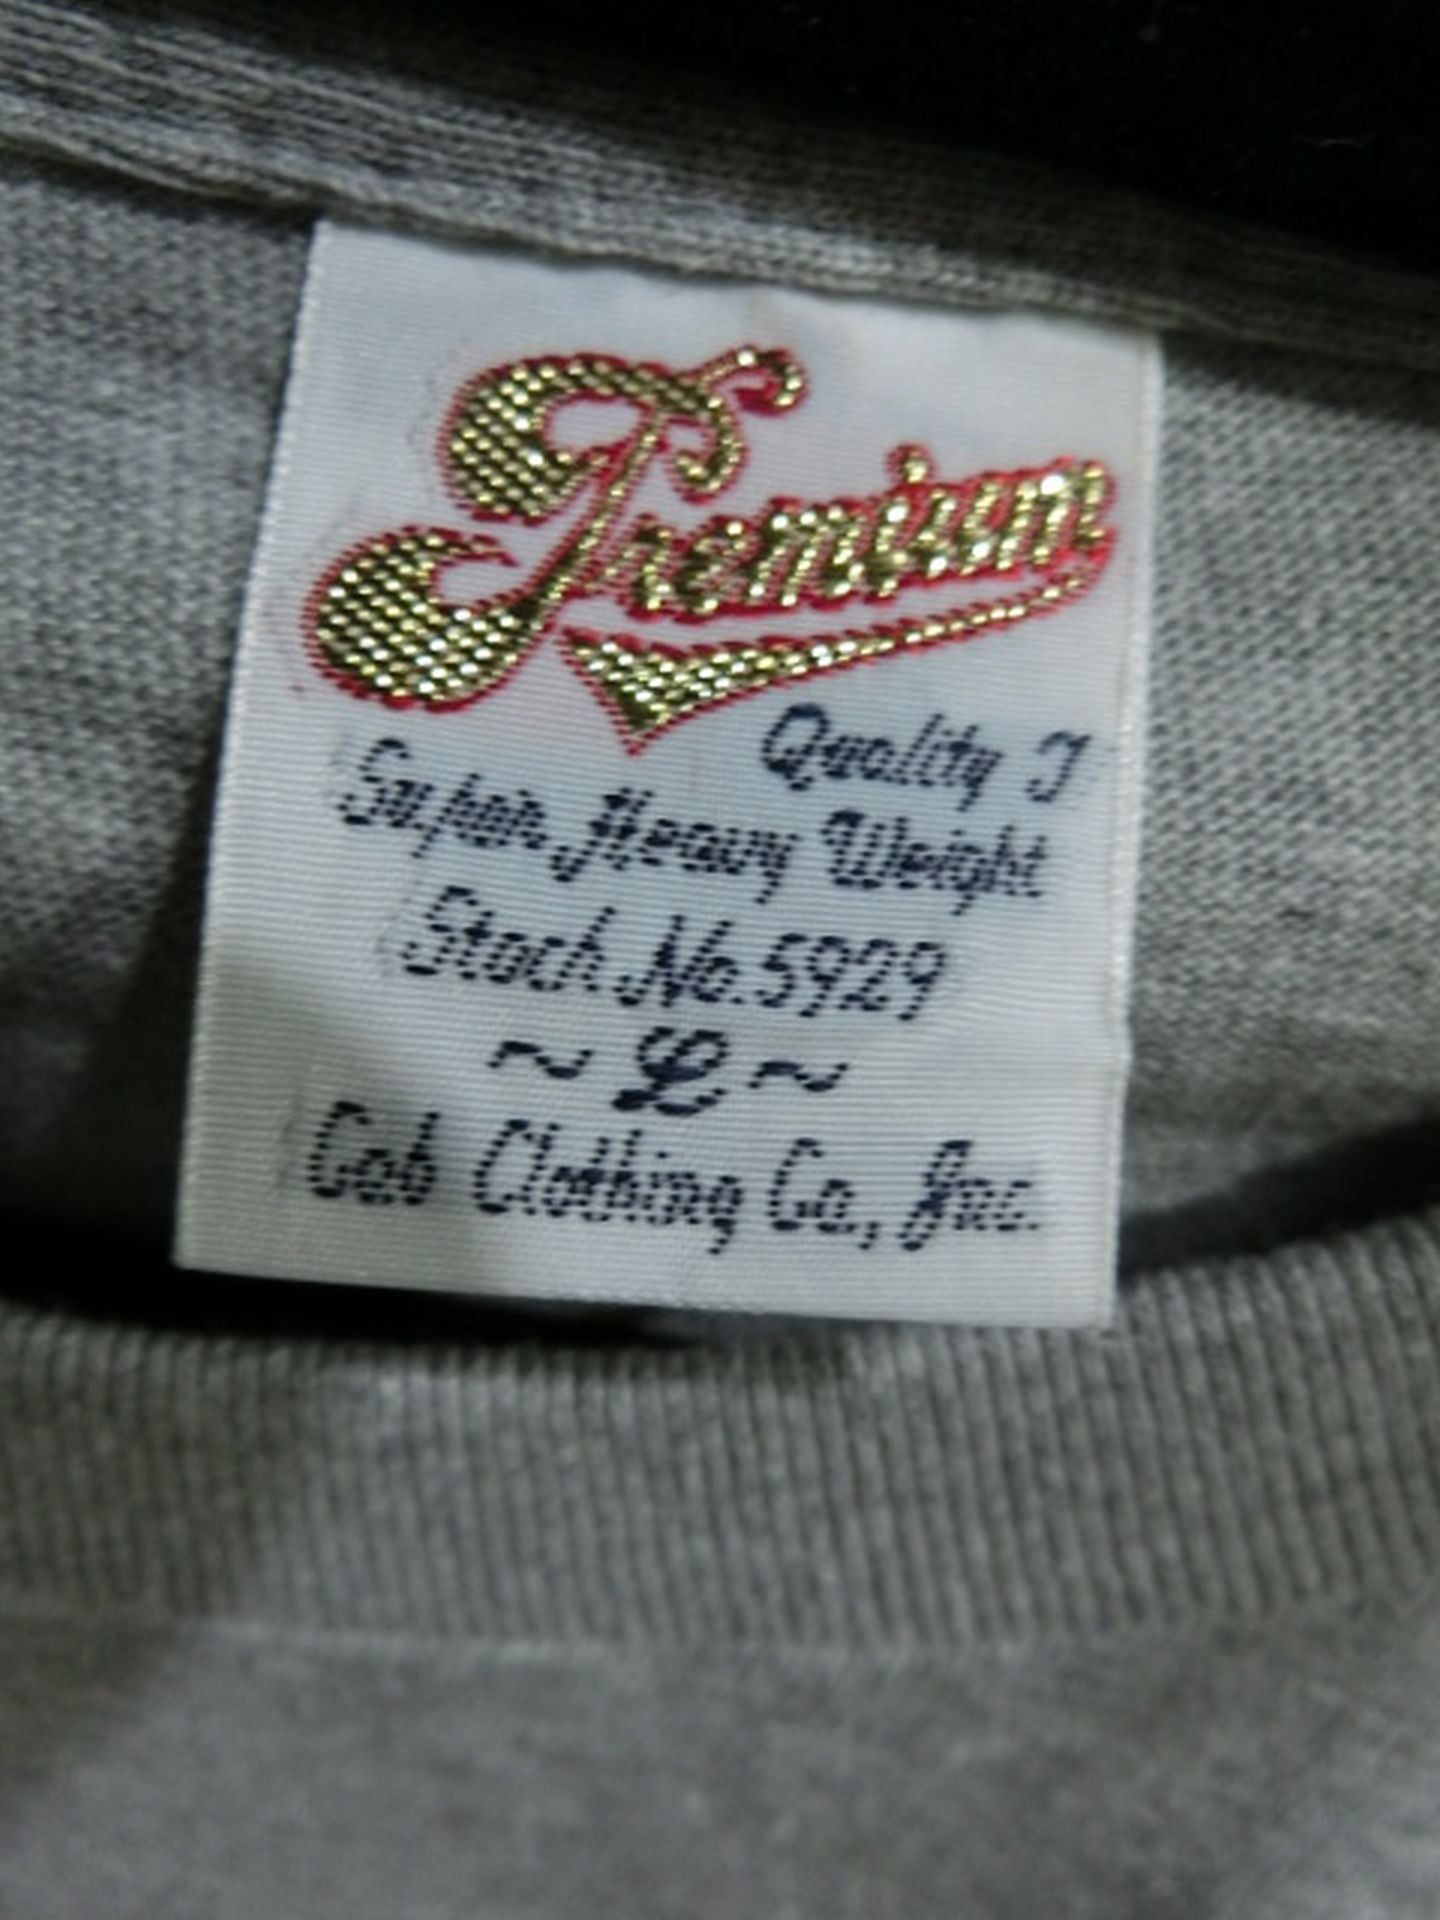 Premium
Quality T
Super Heavy Weight
Stock No.5929
~ L ~
Cab Clothing Co., Inc.